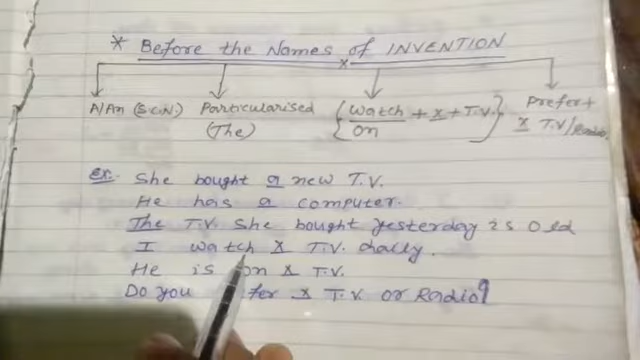 * Before the Names of INVENTION
x
A/An (S.C.N) Particularised {Watch + x + T.V.} Prefer +
(The) on x T.V/Radio
ex. She bought a new T.V.
He has a computer.
The T.V. she bought yesterday is old
I watch x T.V. daily.
He is on x T.V.
Do you fer x T.V. or Radio?